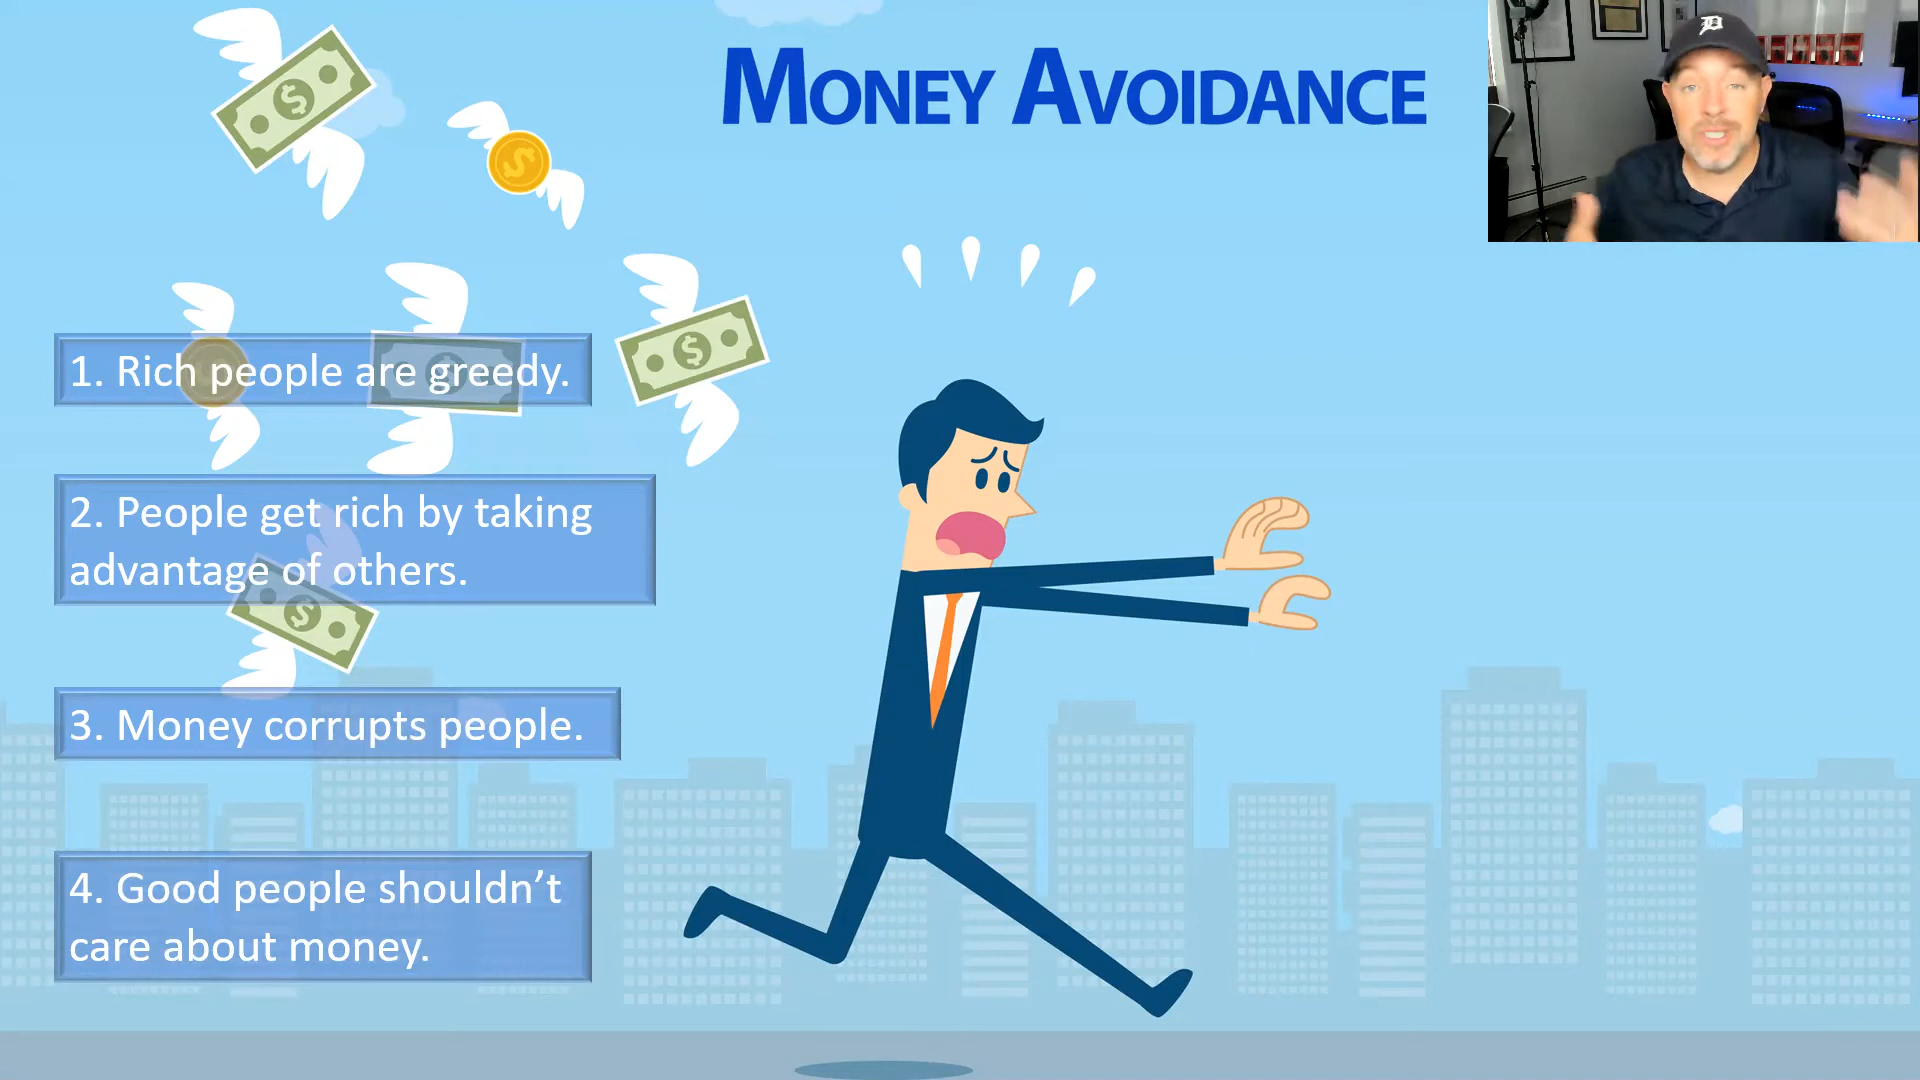 MONEY AVOIDANCE
1. Rich people are greedy.
2. People get rich by taking
advantage of others.
3. Money corrupts people.
4. Good people shouldn’t
care about money.